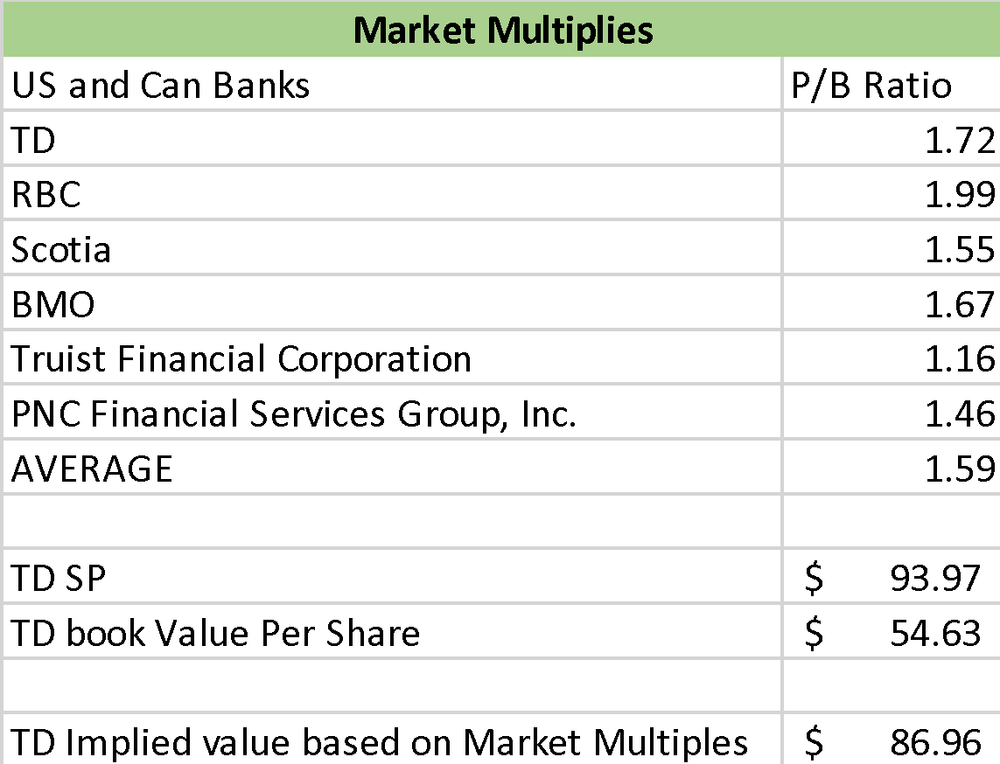 Market Multiplies
US and Can Banks P/B Ratio
TD 1.72
RBC 1.99
Scotia 1.55
BMO 1.67
Truist Financial Corporation 1.16
PNC Financial Services Group, Inc. 1.46
AVERAGE 1.59
TD SP $ 93.97
TD book Value Per Share $ 54.63
TD Implied value based on Market Multiples $ 86.96